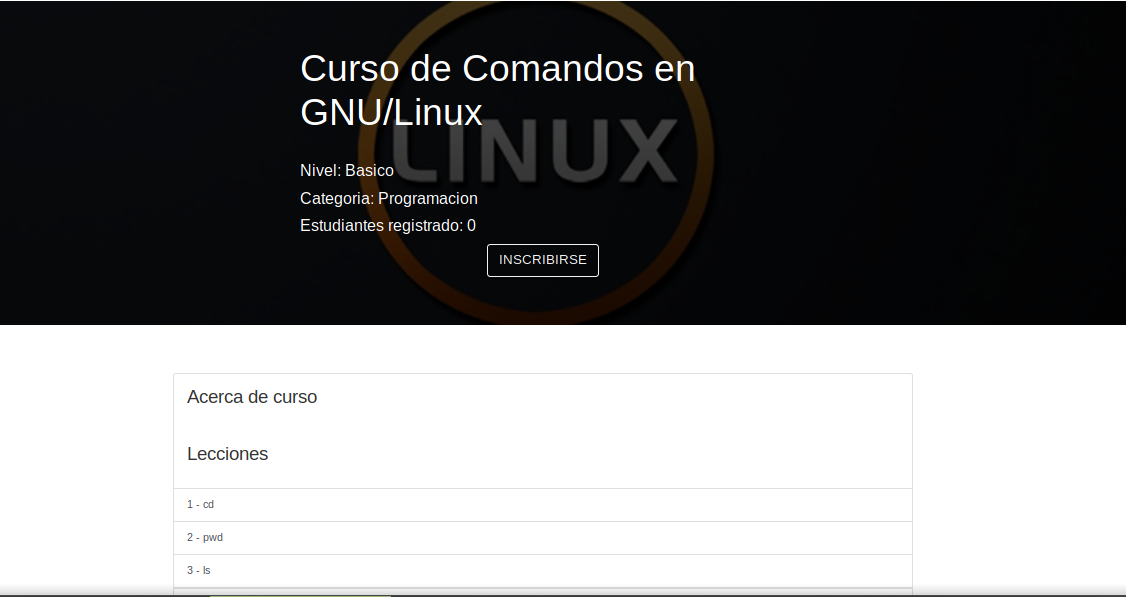 Curso de Comandos en
GNU/Linux
LINUX
Nivel: Basico
Categoria: Programacion
Estudiantes registrado: 0
INSCRIBIRSE
Acerca de curso
Lecciones
1 - cd
2 - pwd
3 - ls